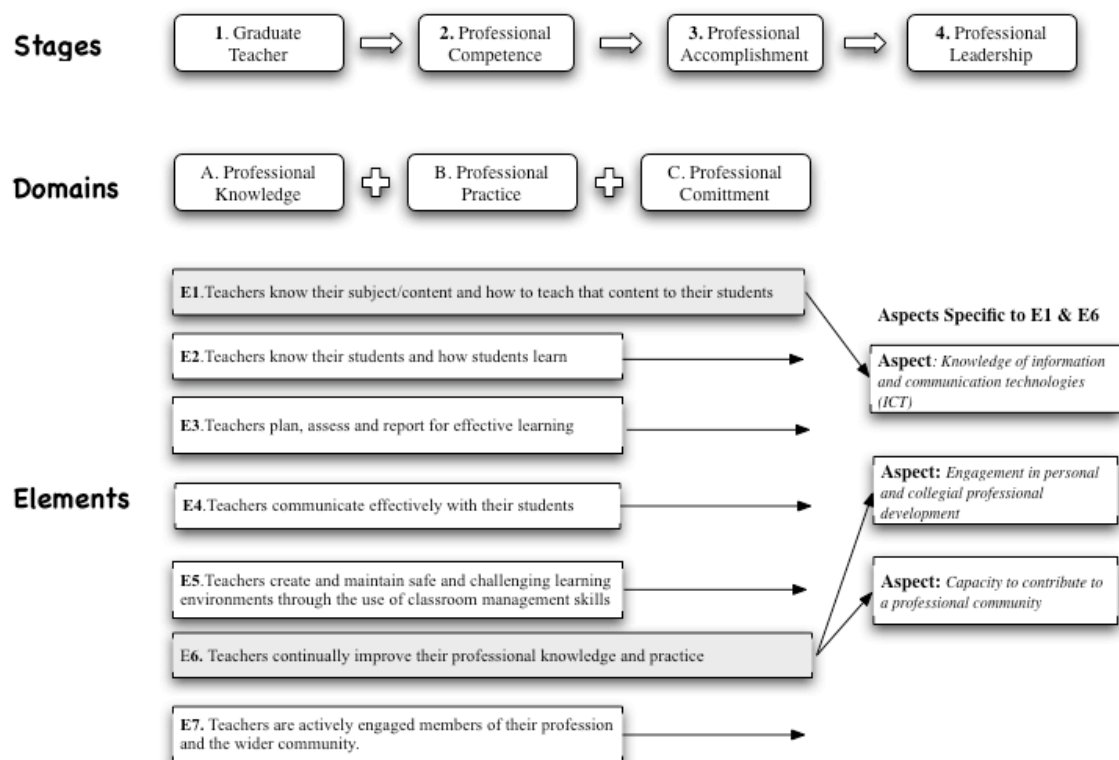 Stages
1. Graduate
Teacher
2. Professional
Competence
3. Professional
Accomplishment
4. Professional
Leadership
Domains
A. Professional
Knowledge
B. Professional
Practice
C. Professional
Comittment
Elements
E1.Teachers know their subject/content and how to teach that content to their students
E2.Teachers know their students and how students learn
E3.Teachers plan, assess and report for effective learning
E4.Teachers communicate effectively with their students
E5.Teachers create and maintain safe and challenging learning
environments through the use of classroom management skills
E6. Teachers continually improve their professional knowledge and practice
E7. Teachers are actively engaged members of their profession
and the wider community.
Aspects Specific to E1 & E6
Aspect: Knowledge of information
and communication technologies
(ICT)
Aspect: Engagement in personal
and collegial professional
development
Aspect: Capacity to contribute to
a professional community